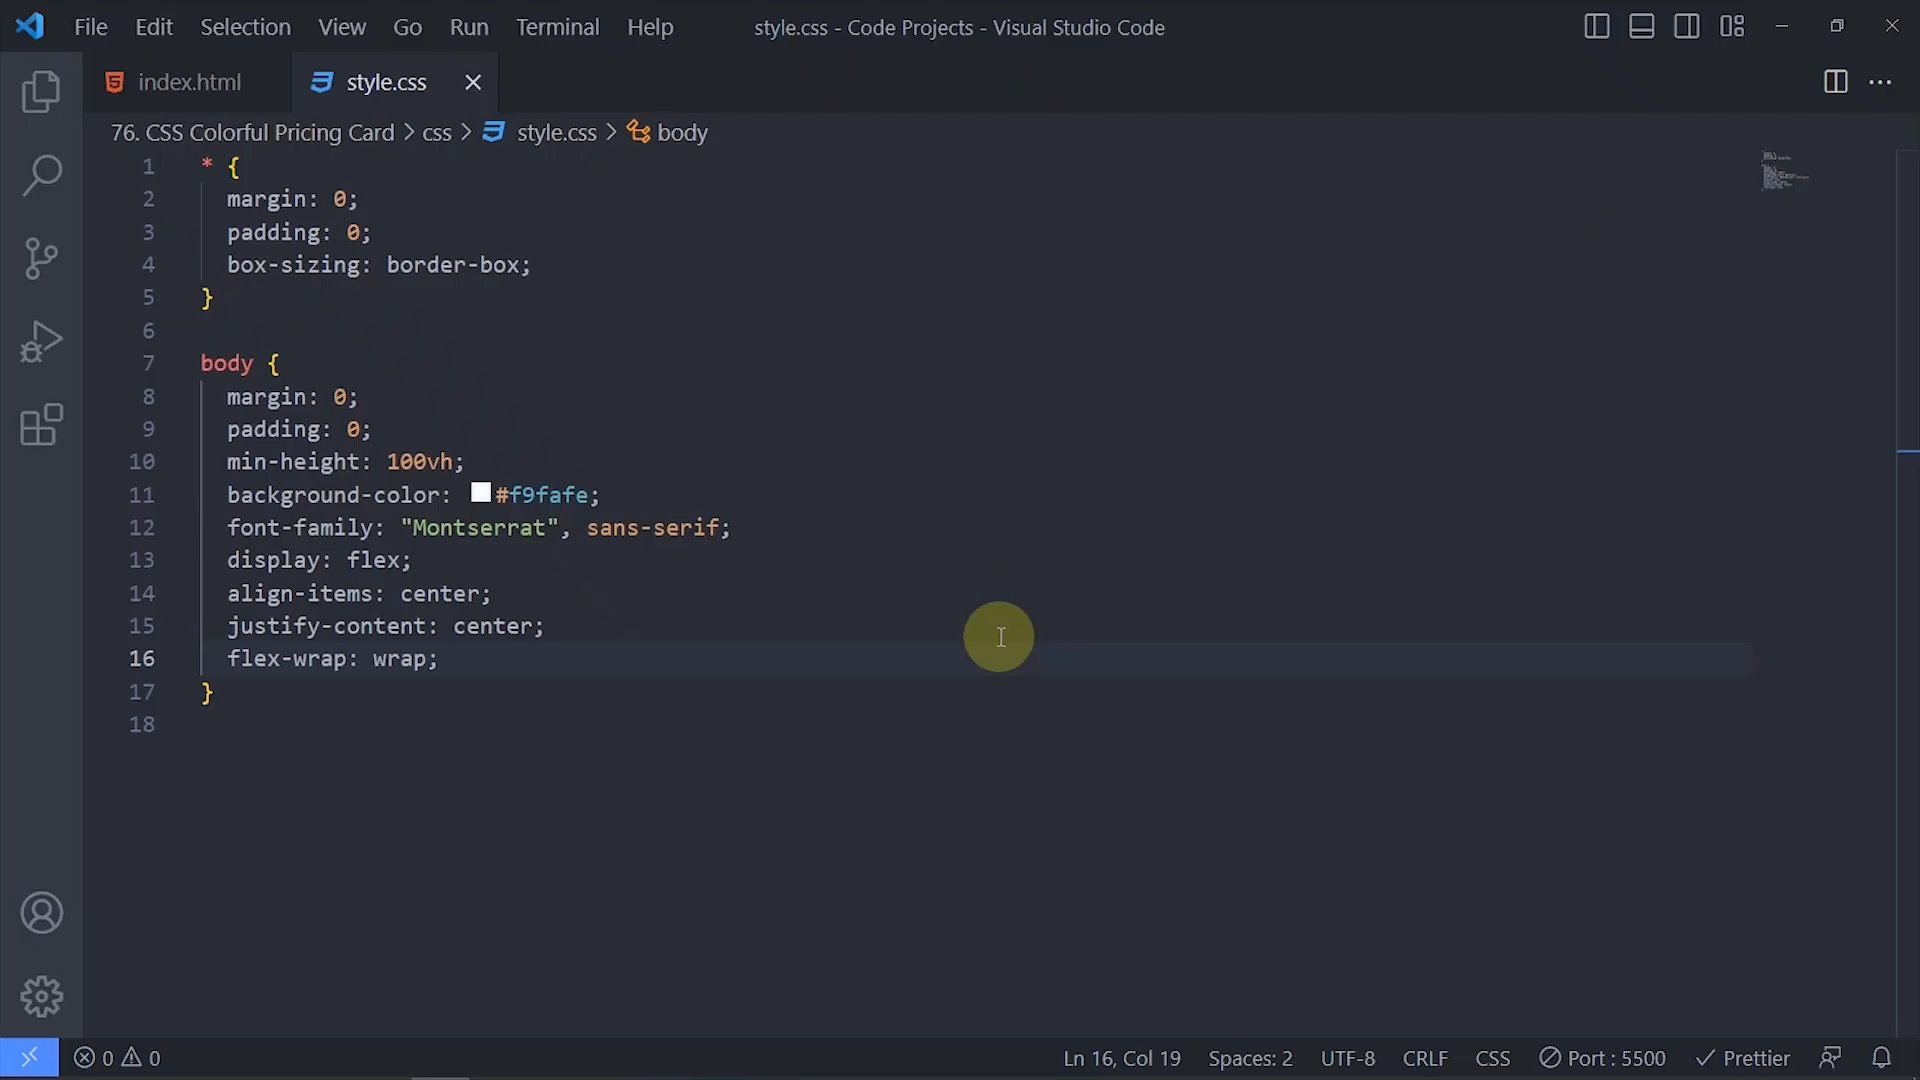 File Edit Selection View Go Run Terminal Help style.css - Code Projects - Visual Studio Code
index.html style.css
76. CSS Colorful Pricing Card > css > style.css > body
1 * {
2 margin: 0;
3 padding: 0;
4 box-sizing: border-box;
5 }
6
7 body {
8 margin: 0;
9 padding: 0;
10 min-height: 100vh;
11 background-color: #f9fafe;
12 font-family: "Montserrat", sans-serif;
13 display: flex;
14 align-items: center;
15 justify-content: center;
16 flex-wrap: wrap;
17 }
18
0 0 Ln 16, Col 19 Spaces: 2 UTF-8 CRLF CSS Port : 5500 Prettier